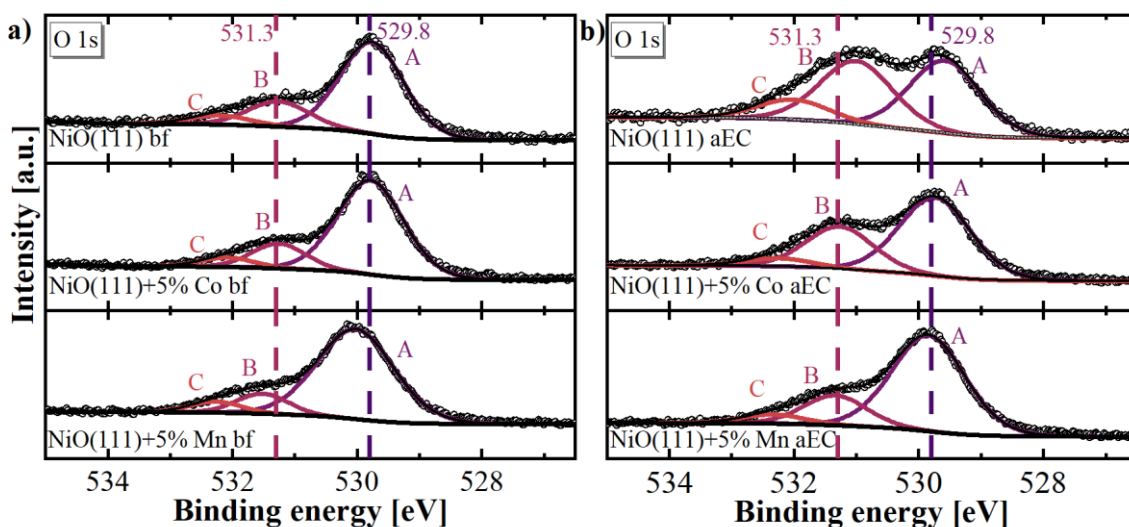 a)
O 1s
531.3
529.8
A
B
C
NiO(111) bf
A
B
C
NiO(111)+5% Co bf
A
B
C
NiO(111)+5% Mn bf
534
532
530
528
Binding energy [eV]
Intensity [a.u.]
b)
O 1s
531.3
529.8
B
A
C
NiO(111) aEC
A
B
C
NiO(111)+5% Co aEC
A
B
C
NiO(111)+5% Mn aEC
534
532
530
528
Binding energy [eV]